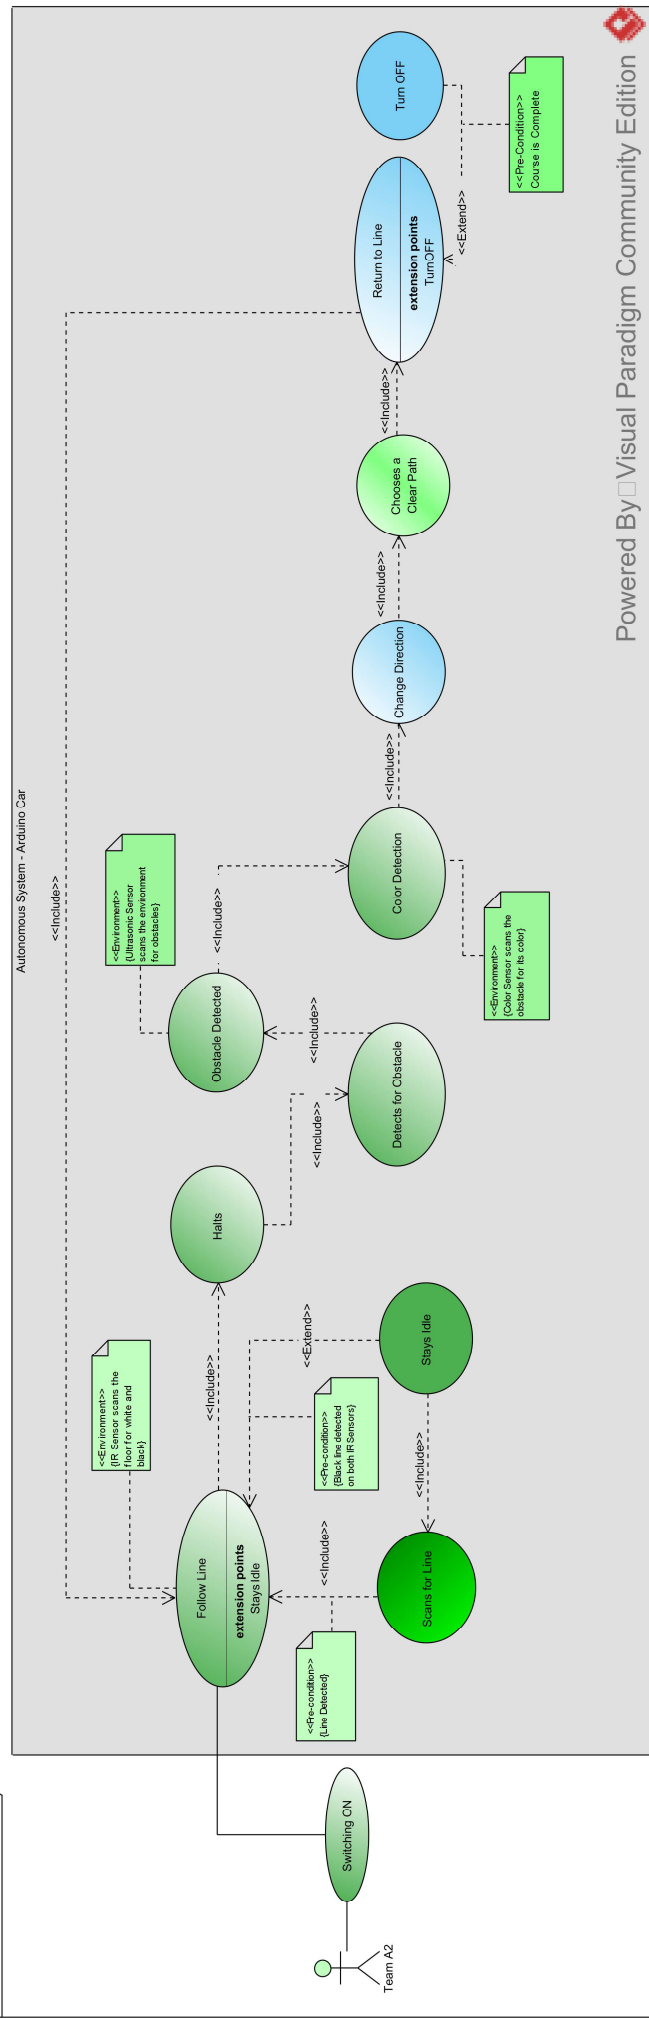 Autonomous System - Arduino Car
Team A2
Switching ON
Follow Line
extension points
Stays Idle
<<Environment>>
{IR Sensor scans the
floor for white and
black}
<<Pre-condition>>
{Line Detected}
<<Include>>
Scans for Line
<<Include>>
<<Pre-condition>>
{Black line detected
on both IR Sensors}
<<Extend>>
Stays Idle
<<Include>>
Halts
<<Include>>
Detects for Obstacle
<<Include>>
Obstacle Detected
<<Environment>>
{Ultrasonic Sensor
scans the environment
for obstacles}
<<Include>>
<<Include>>
Color Detection
<<Environment>>
{Color Sensor scans the
obstacle for its color}
<<Include>>
Change Direction
<<Include>>
Chooses a
Clear Path
<<Include>>
Return to Line
extension points
TurnOFF
<<Extend>>
Turn OFF
<<Pre-Condition>>
Course is Complete
Powered By□Visual Paradigm Community Edition